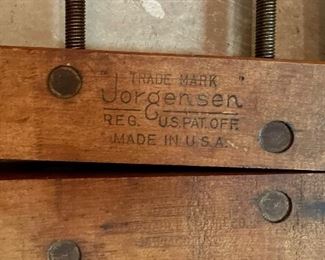 TRADE MARK
"Jorgensen"
REG. U.S. PAT. OFF.
MADE IN U.S.A.